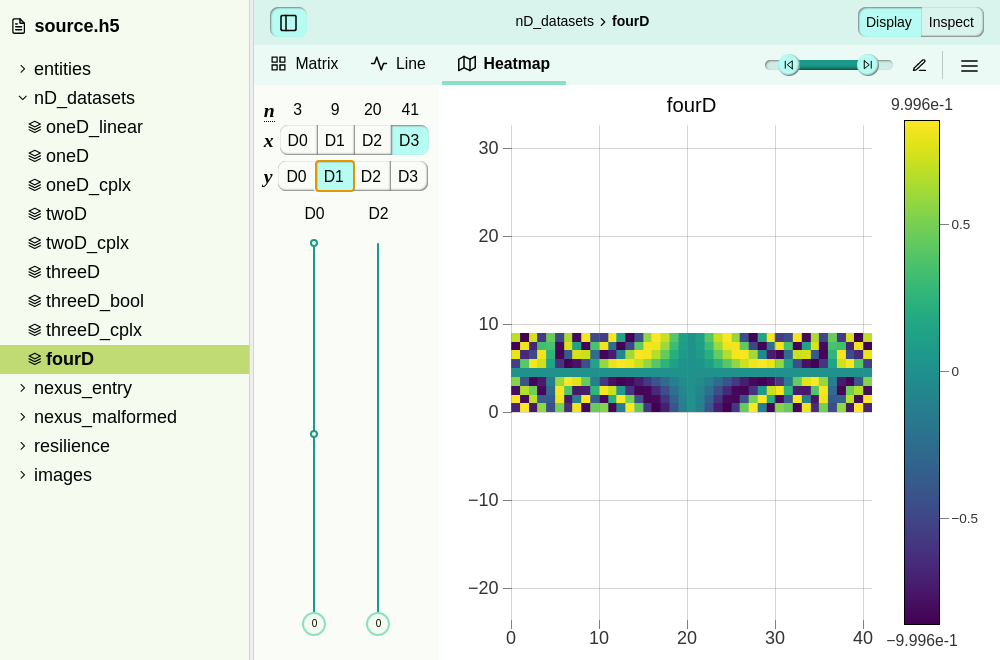 source.h5
nD_datasets > fourD
Display Inspect
entities
nD_datasets
oneD_linear
oneD
oneD_cplx
twoD
twoD_cplx
threeD
threeD_bool
threeD_cplx
fourD
nexus_entry
nexus_malformed
resilience
images
Matrix Line Heatmap
n 3 9 20 41
x D0 D1 D2 D3
y D0 D1 D2 D3
D0 D2
0 0
fourD
30
20
10
0
−10
−20
0 10 20 30 40
9.996e-1
0.5
0
−0.5
−9.996e-1